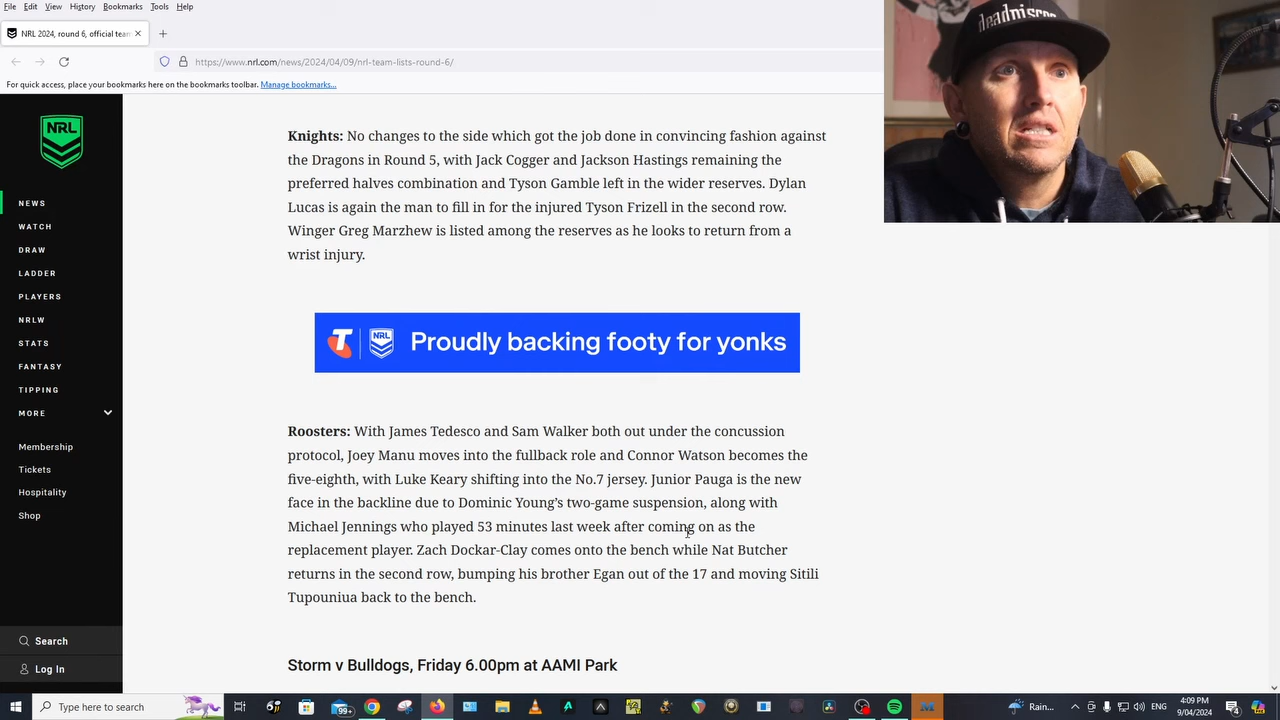 File Edit View History Bookmarks Tools Help
NRL 2024, round 6, official tean
https://www.nrl.com/news/2024/04/09/nrl-team-lists-round-6/
For quick access, place your bookmarks here on the bookmarks toolbar. Manage bookmarks...
NRL
NEWS
WATCH
DRAW
LADDER
PLAYERS
NRLW
STATS
FANTASY
TIPPING
MORE
Membership
Tickets
Hospitality
Shop
Search
Log In
Knights: No changes to the side which got the job done in convincing fashion against
the Dragons in Round 5, with Jack Cogger and Jackson Hastings remaining the
preferred halves combination and Tyson Gamble left in the wider reserves. Dylan
Lucas is again the man to fill in for the injured Tyson Frizell in the second row.
Winger Greg Marzhew is listed among the reserves as he looks to return from a
wrist injury.
T NRL Proudly backing footy for yonks
Roosters: With James Tedesco and Sam Walker both out under the concussion
protocol, Joey Manu moves into the fullback role and Connor Watson becomes the
five-eighth, with Luke Keary shifting into the No.7 jersey. Junior Pauga is the new
face in the backline due to Dominic Young's two-game suspension, along with
Michael Jennings who played 53 minutes last week after coming on as the
replacement player. Zach Dockar-Clay comes onto the bench while Nat Butcher
returns in the second row, bumping his brother Egan out of the 17 and moving Sitili
Tupouniua back to the bench.
Storm v Bulldogs, Friday 6.00pm at AAMI Park
Type here to search
99+
Rain...
ENG
4:09 PM
9/04/2024
4